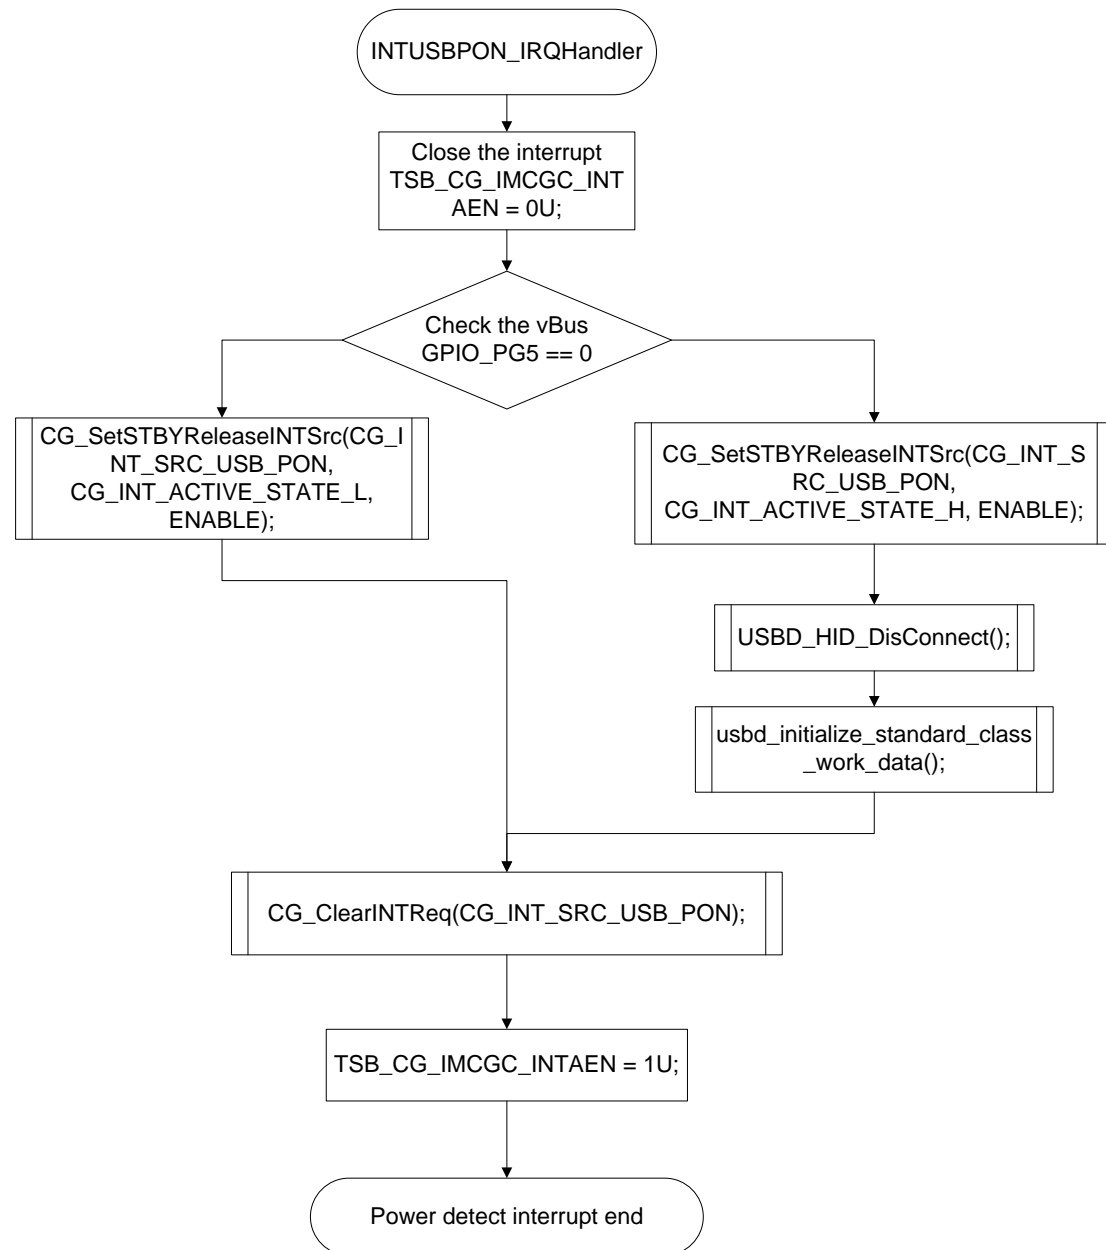 INTUSBPON_IRQHandler
Close the interrupt
TSB_CG_IMCGC_INT
AEN = 0U;
Check the vBus
GPIO_PG5 == 0
CG_SetSTBYReleaseINTSrc(CG_I
NT_SRC_USB_PON,
CG_INT_ACTIVE_STATE_L,
ENABLE);
CG_SetSTBYReleaseINTSrc(CG_INT_S
RC_USB_PON,
CG_INT_ACTIVE_STATE_H, ENABLE);
USBD_HID_DisConnect();
usbd_initialize_standard_class
_work_data();
CG_ClearINTReq(CG_INT_SRC_USB_PON);
TSB_CG_IMCGC_INTAEN = 1U;
Power detect interrupt end